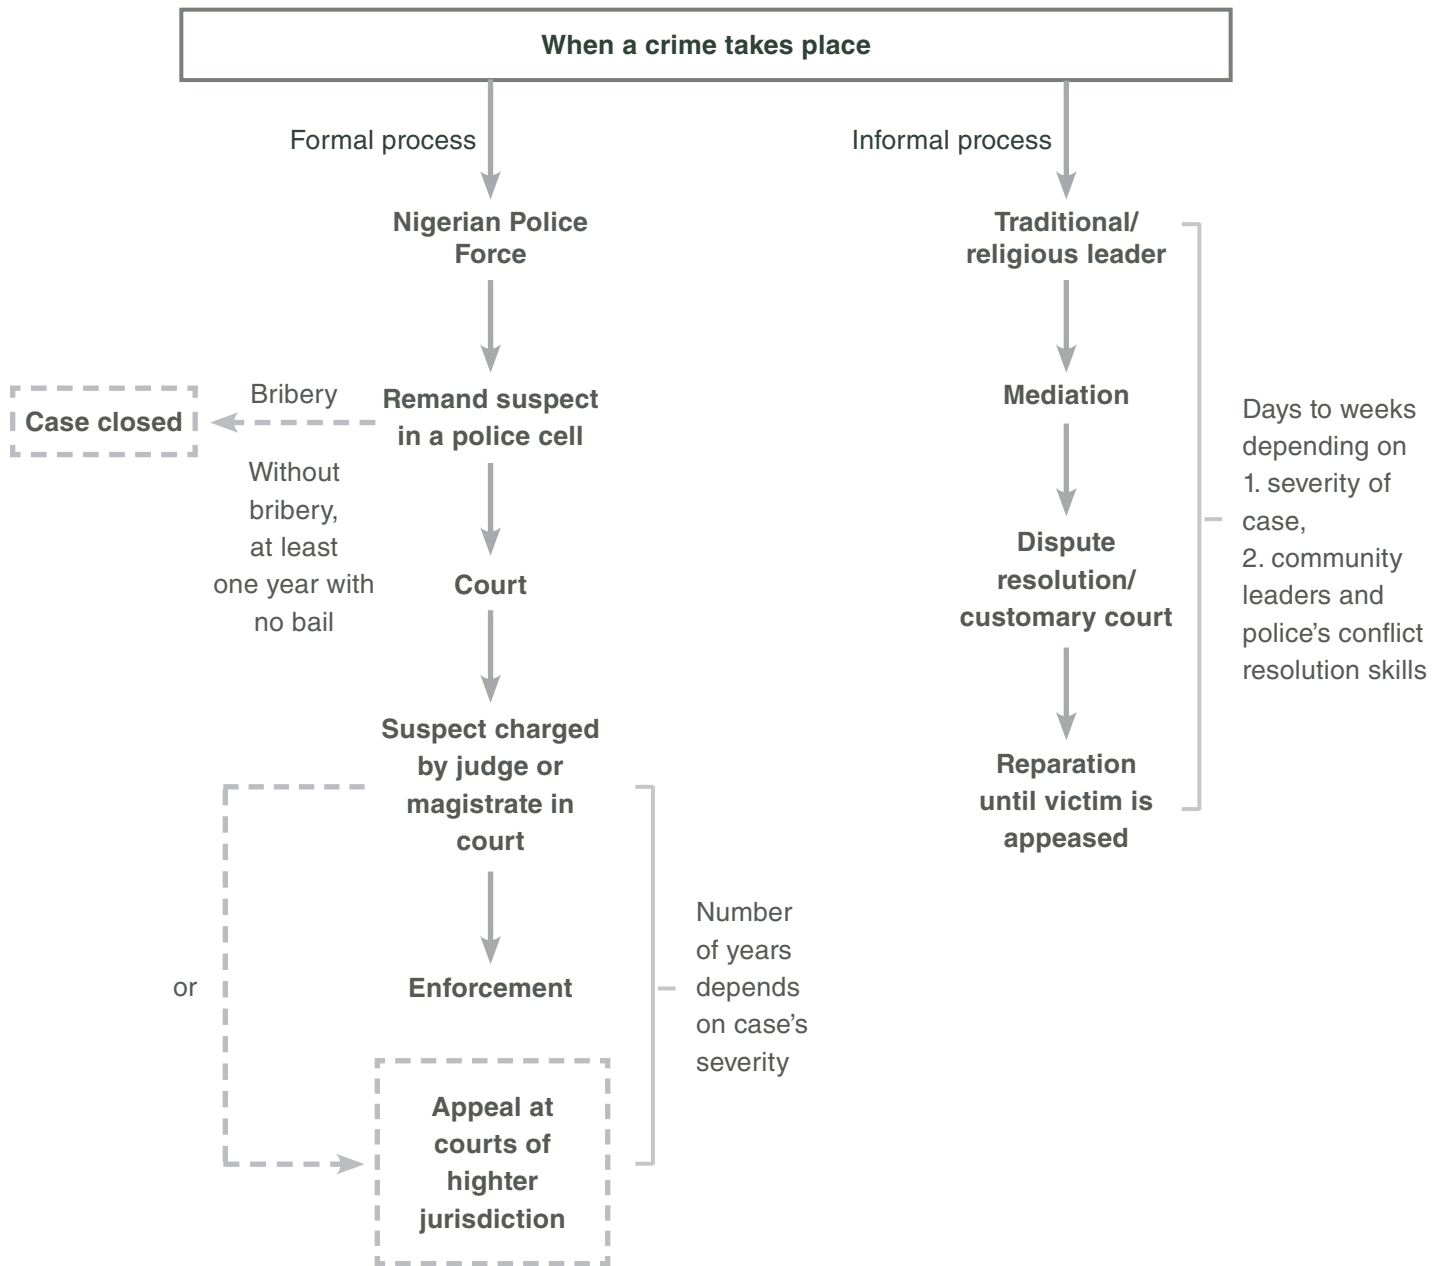 When a crime takes place
Formal process
Nigerian Police
Force
Bribery
Case closed
Remand suspect
in a police cell
Without
bribery,
at least
one year with
no bail
Court
Suspect charged
by judge or
magistrate in
court
or
Enforcement
Number
of years
depends
on case’s
severity
Appeal at
courts of
highter
jurisdiction
Informal process
Traditional/
religious leader
Mediation
Dispute
resolution/
customary court
Reparation
until victim is
appeased
Days to weeks
depending on
1. severity of
case,
2. community
leaders and
police’s conflict
resolution skills